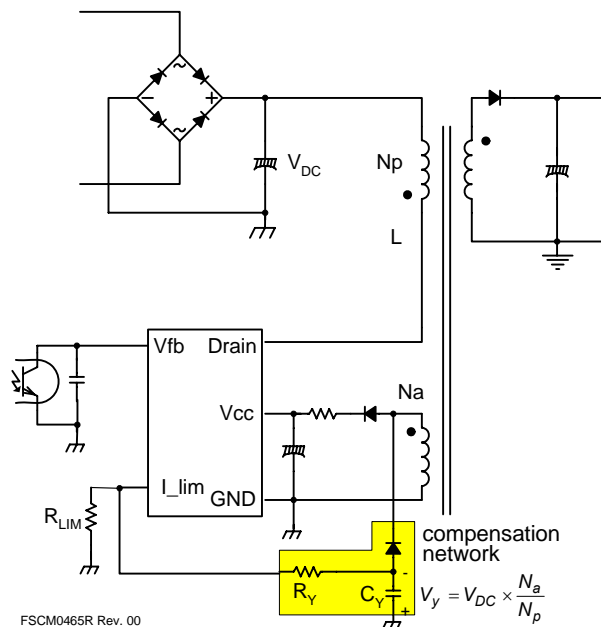 ~
−
+
~
V_DC
Np
L
Vfb
Drain
Vcc
Na
I_lim
GND
R_LIM
compensation
network
R_Y
C_Y
-
+
V_y = V_DC × N_a / N_p
FSCM0465R Rev. 00